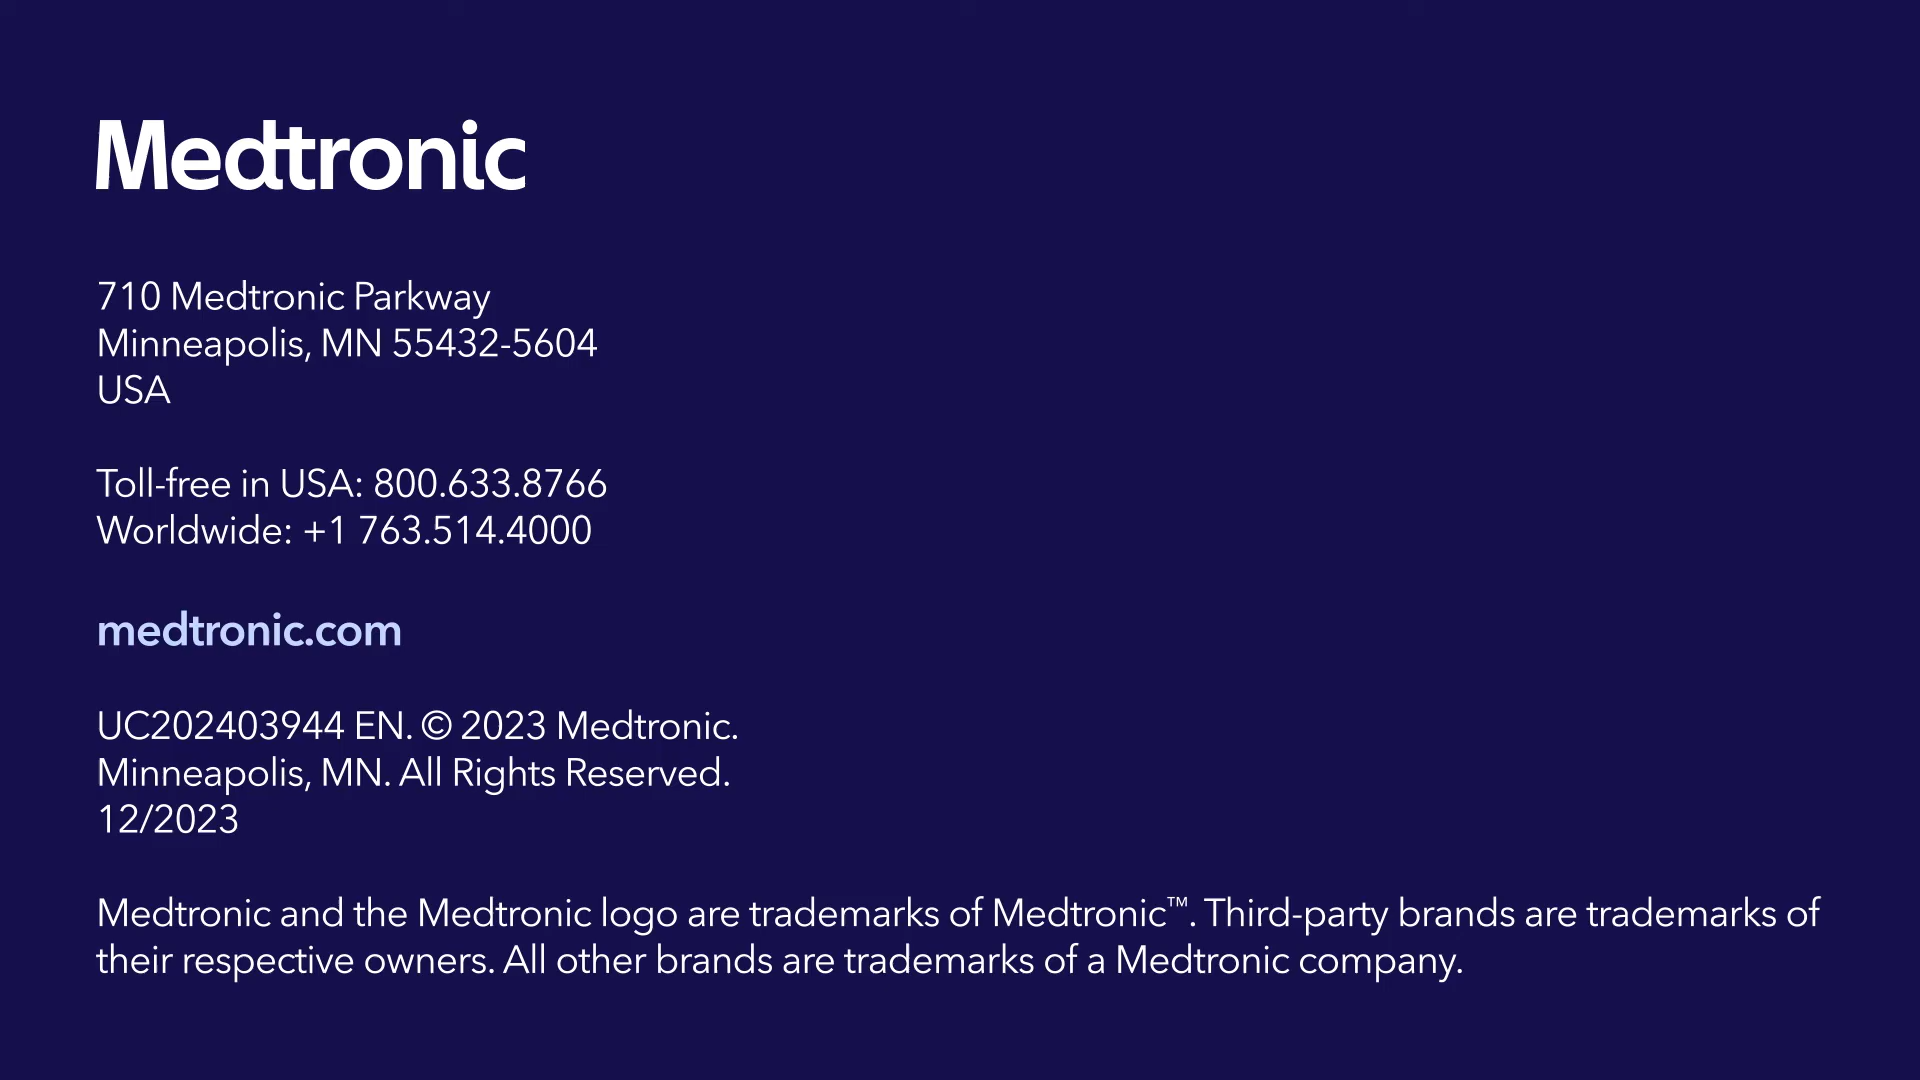 Medtronic
710 Medtronic Parkway
Minneapolis, MN 55432-5604
USA
Toll-free in USA: 800.633.8766
Worldwide: +1 763.514.4000
medtronic.com
UC202403944 EN. © 2023 Medtronic.
Minneapolis, MN. All Rights Reserved.
12/2023
Medtronic and the Medtronic logo are trademarks of Medtronic™. Third-party brands are trademarks of
their respective owners. All other brands are trademarks of a Medtronic company.